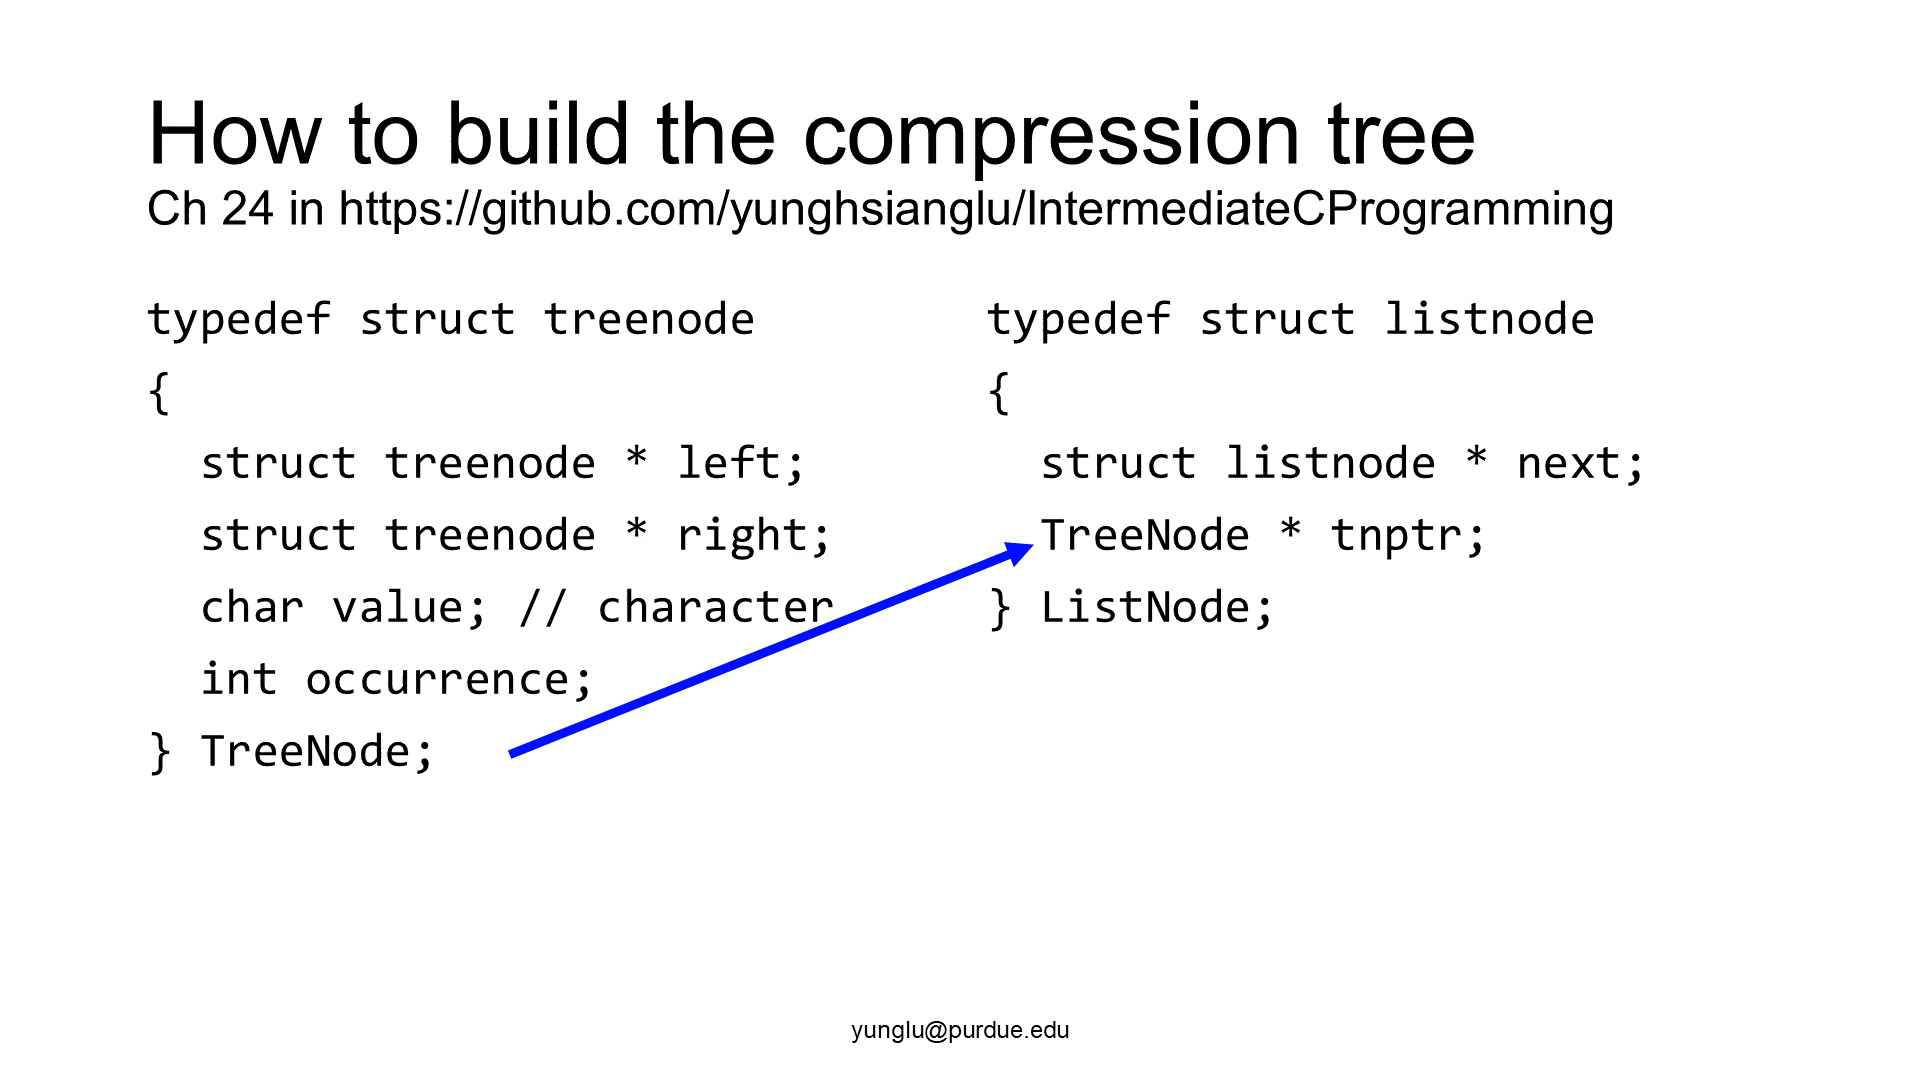 How to build the compression tree
Ch 24 in https://github.com/yunghsianglu/IntermediateCProgramming
typedef struct treenode
{
struct treenode * left;
struct treenode * right;
char value; // character
int occurrence;
} TreeNode;
typedef struct listnode
{
struct listnode * next;
TreeNode * tnptr;
} ListNode;
yunglu@purdue.edu